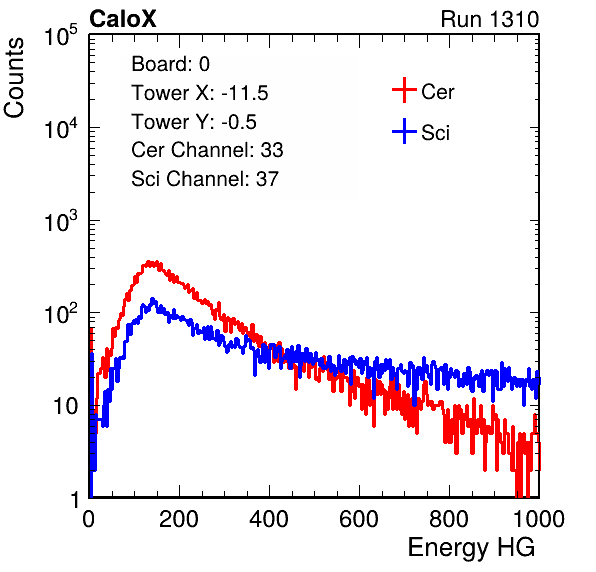 CaloX Run 1310
Counts
10^5
10^4
10^3
10^2
10
1
Board: 0
Tower X: -11.5
Tower Y: -0.5
Cer Channel: 33
Sci Channel: 37
Cer
Sci
0 200 400 600 800 1000
Energy HG